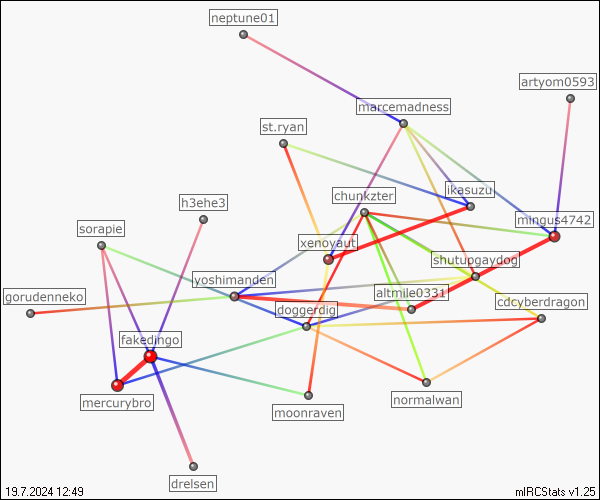 neptune01
artyom0593
marcemadness
st.ryan
ikasuzu
h3ehe3
chunkzter
mingus4742
sorapie
xenoyaut
shutupgaydog
yoshimanden
gorudenneko
altmile0331
cdcyberdragon
doggerdig
fakedingo
mercurybro
normalwan
moonraven
drelsen
19.7.2024 12:49
mIRCStats v1.25